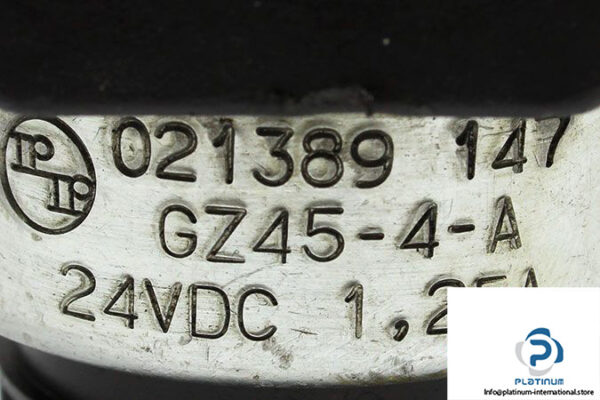 021389 147
GZ45-4-A
24VDC 1,25A
PLATINUM
Info@platinum-international.store